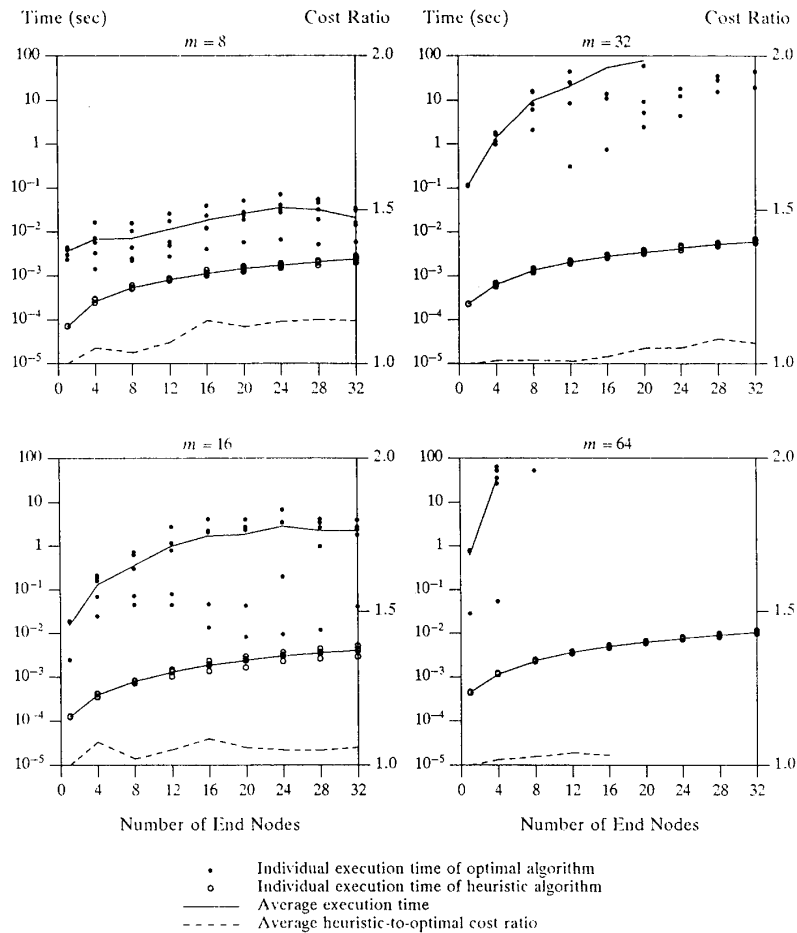 Time (sec) Cost Ratio Time (sec) Cost Ratio
m = 8 m = 32
100 2.0 100 2.0
10 10
1 1
10⁻¹ 10⁻¹
1.5 1.5
10⁻² 10⁻²
10⁻³ 10⁻³
10⁻⁴ 10⁻⁴
10⁻⁵ 1.0 10⁻⁵ 1.0
0 4 8 12 16 20 24 28 32 0 4 8 12 16 20 24 28 32
m = 16 m = 64
100 2.0 100 2.0
10 10
1 1
10⁻¹ 10⁻¹
1.5 1.5
10⁻² 10⁻²
10⁻³ 10⁻³
10⁻⁴ 10⁻⁴
10⁻⁵ 1.0 10⁻⁵ 1.0
0 4 8 12 16 20 24 28 32 0 4 8 12 16 20 24 28 32
Number of End Nodes Number of End Nodes
Individual execution time of optimal algorithm
Individual execution time of heuristic algorithm
Average execution time
Average heuristic-to-optimal cost ratio